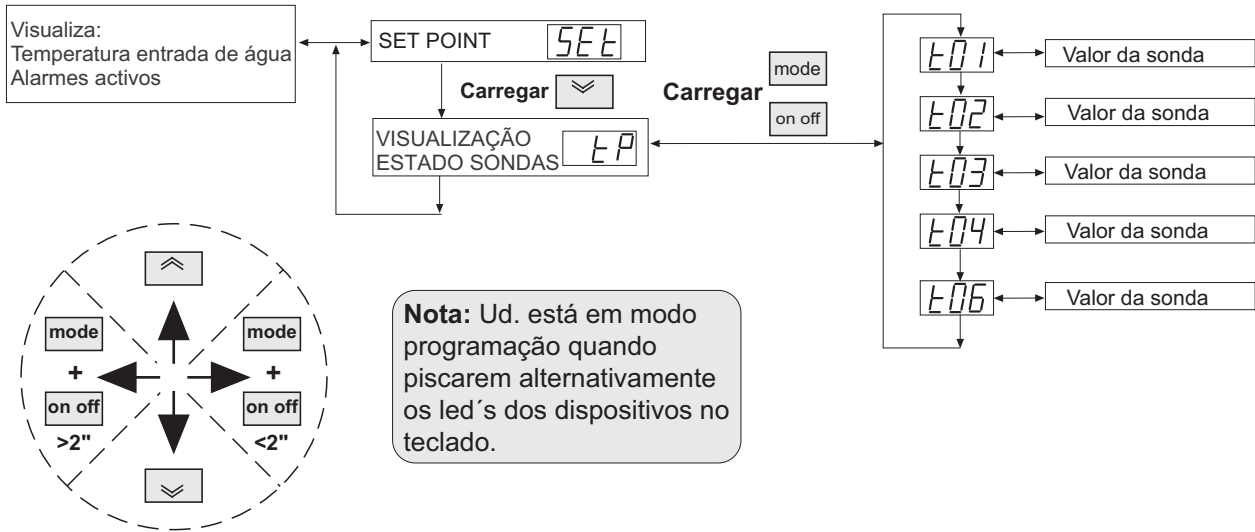 Visualiza:
Temperatura entrada de água
Alarmes activos
SET POINT SEt
Carregar
VISUALIZAÇÃO
ESTADO SONDAS tP
Carregar
mode
on off
t01 Valor da sonda
t02 Valor da sonda
t03 Valor da sonda
t04 Valor da sonda
t06 Valor da sonda
mode
+
on off
>2"
mode
+
on off
<2"
Nota: Ud. está em modo
programação quando
piscarem alternativamente
os led´s dos dispositivos no
teclado.